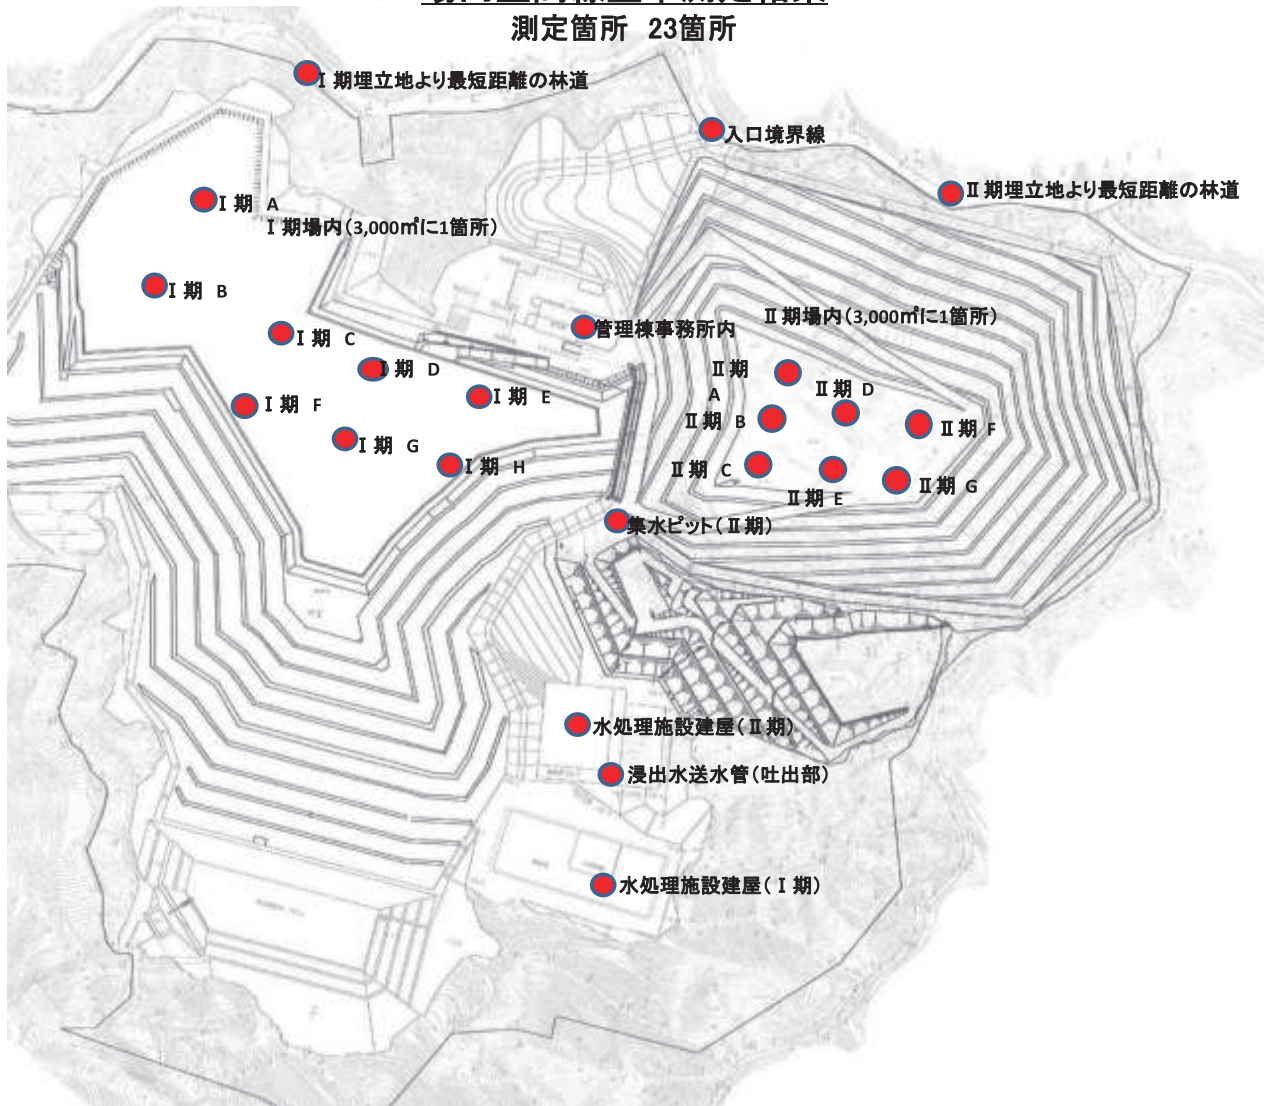 測定箇所 23箇所
Ⅰ期埋立地より最短距離の林道
入口境界線
Ⅱ期埋立地より最短距離の林道
Ⅰ期 A
Ⅰ期場内(3,000㎡に1箇所)
Ⅰ期 B
Ⅰ期 C
管理棟事務所内
Ⅱ期場内(3,000㎡に1箇所)
Ⅰ期 D
Ⅱ期
A
Ⅱ期 D
Ⅰ期 E
Ⅰ期 F
Ⅱ期 B
Ⅱ期 F
Ⅰ期 G
Ⅰ期 H
Ⅱ期 C
Ⅱ期 E
Ⅱ期 G
集水ピット(Ⅱ期)
水処理施設建屋(Ⅱ期)
浸出水送水管(吐出部)
水処理施設建屋(Ⅰ期)